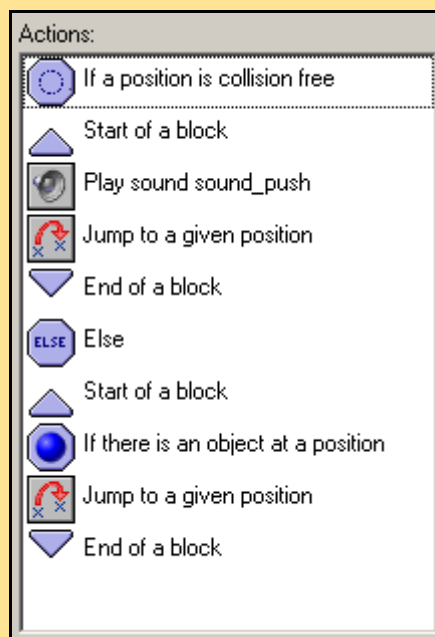 Actions:
If a position is collision free
Start of a block
Play sound sound_push
Jump to a given position
End of a block
ELSE Else
Start of a block
If there is an object at a position
Jump to a given position
End of a block